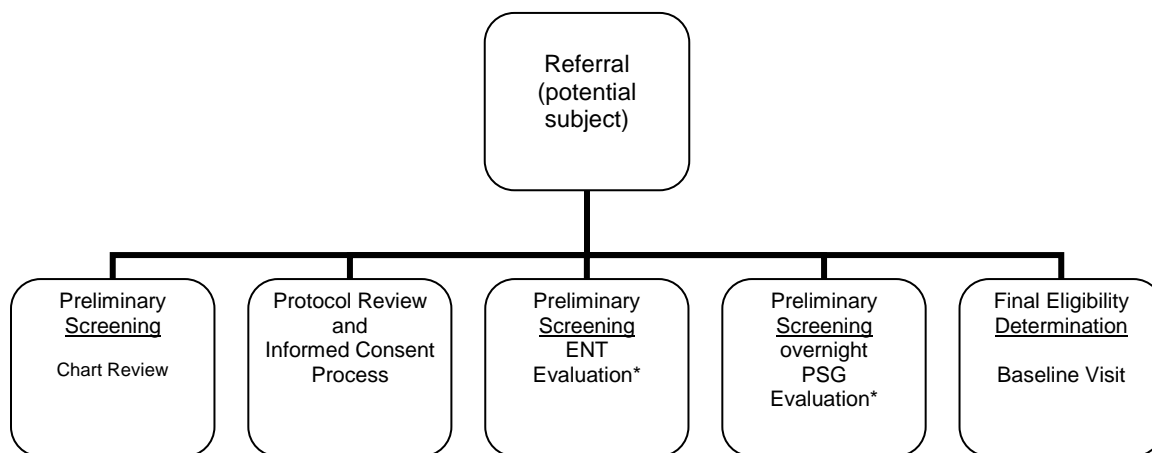 Referral
(potential
subject)
Preliminary
Screening
Chart Review
Protocol Review
and
Informed Consent
Process
Preliminary
Screening
ENT
Evaluation*
Preliminary
Screening
overnight
PSG
Evaluation*
Final Eligibility
Determination
Baseline Visit